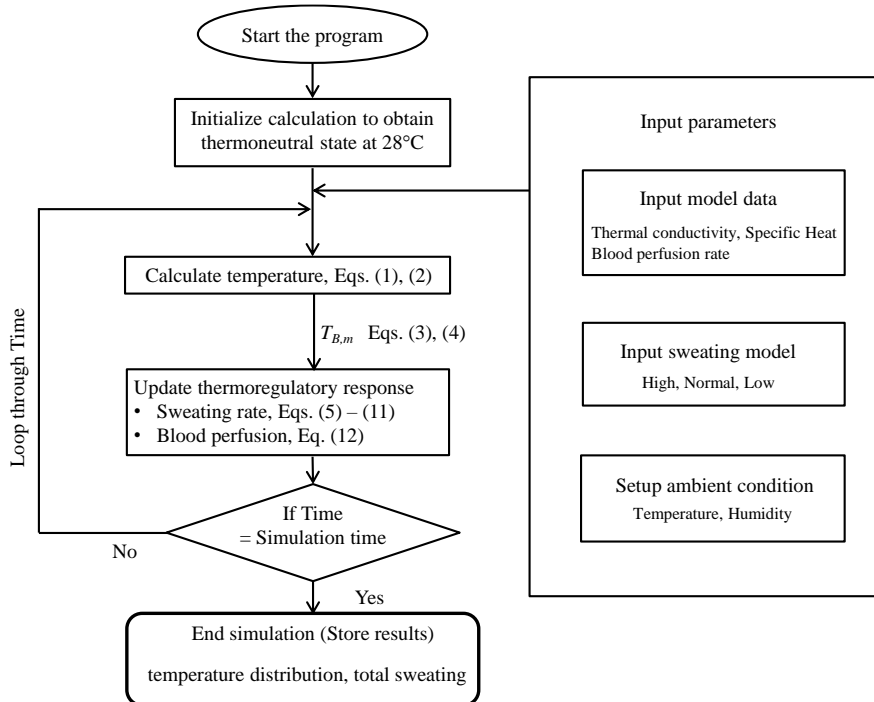 Start the program
Initialize calculation to obtain
thermoneutral state at 28°C
Calculate temperature, Eqs. (1), (2)
T_{B,m} Eqs. (3), (4)
Update thermoregulatory response
• Sweating rate, Eqs. (5) – (11)
• Blood perfusion, Eq. (12)
If Time
= Simulation time
No
Yes
Loop through Time
End simulation (Store results)
temperature distribution, total sweating
Input parameters
Input model data
Thermal conductivity, Specific Heat
Blood perfusion rate
Input sweating model
High, Normal, Low
Setup ambient condition
Temperature, Humidity